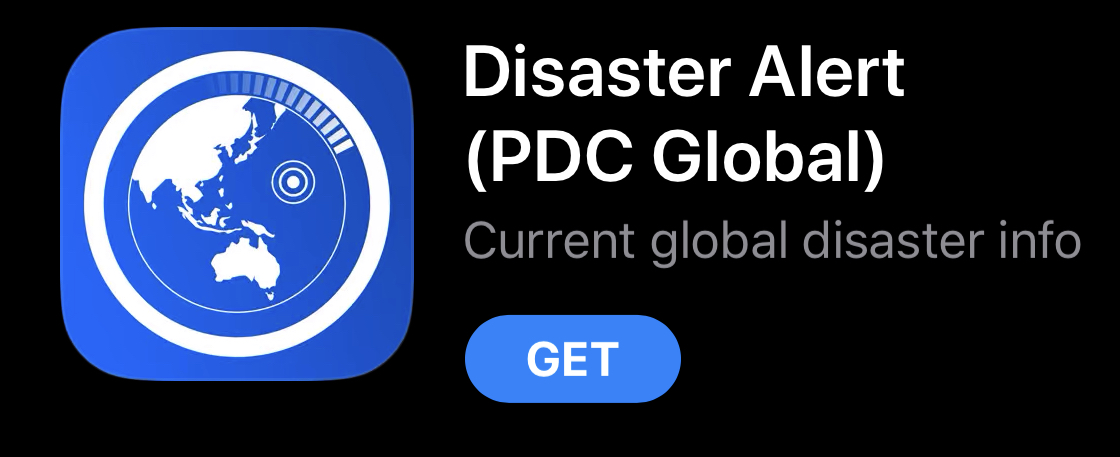 Disaster Alert
(PDC Global)
Current global disaster info
GET